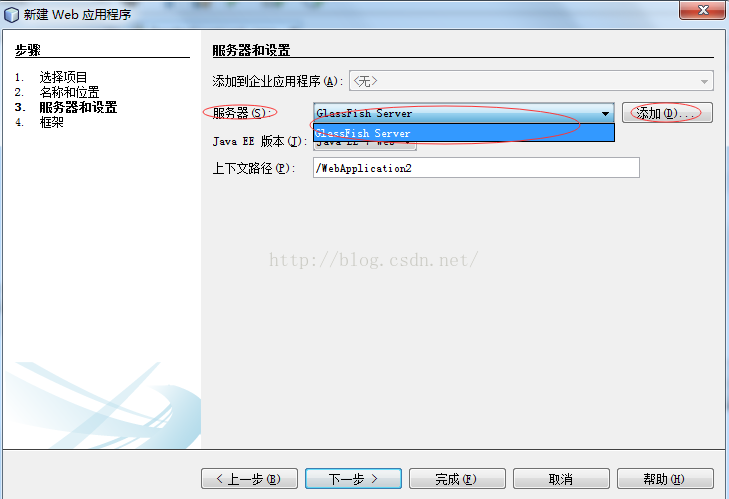 新建 Web 应用程序
步骤
1. 选择项目
2. 名称和位置
3. 服务器和设置
4. 框架
服务器和设置
添加到企业应用程序(A): <无>
服务器(S): GlassFish Server 添加(D)...
GlassFish Server
Java EE 版本(J): Java EE 7 Web
上下文路径(P): /WebApplication2
http://blog.csdn.net/
< 上一步(B) 下一步 > 完成(F) 取消 帮助(H)